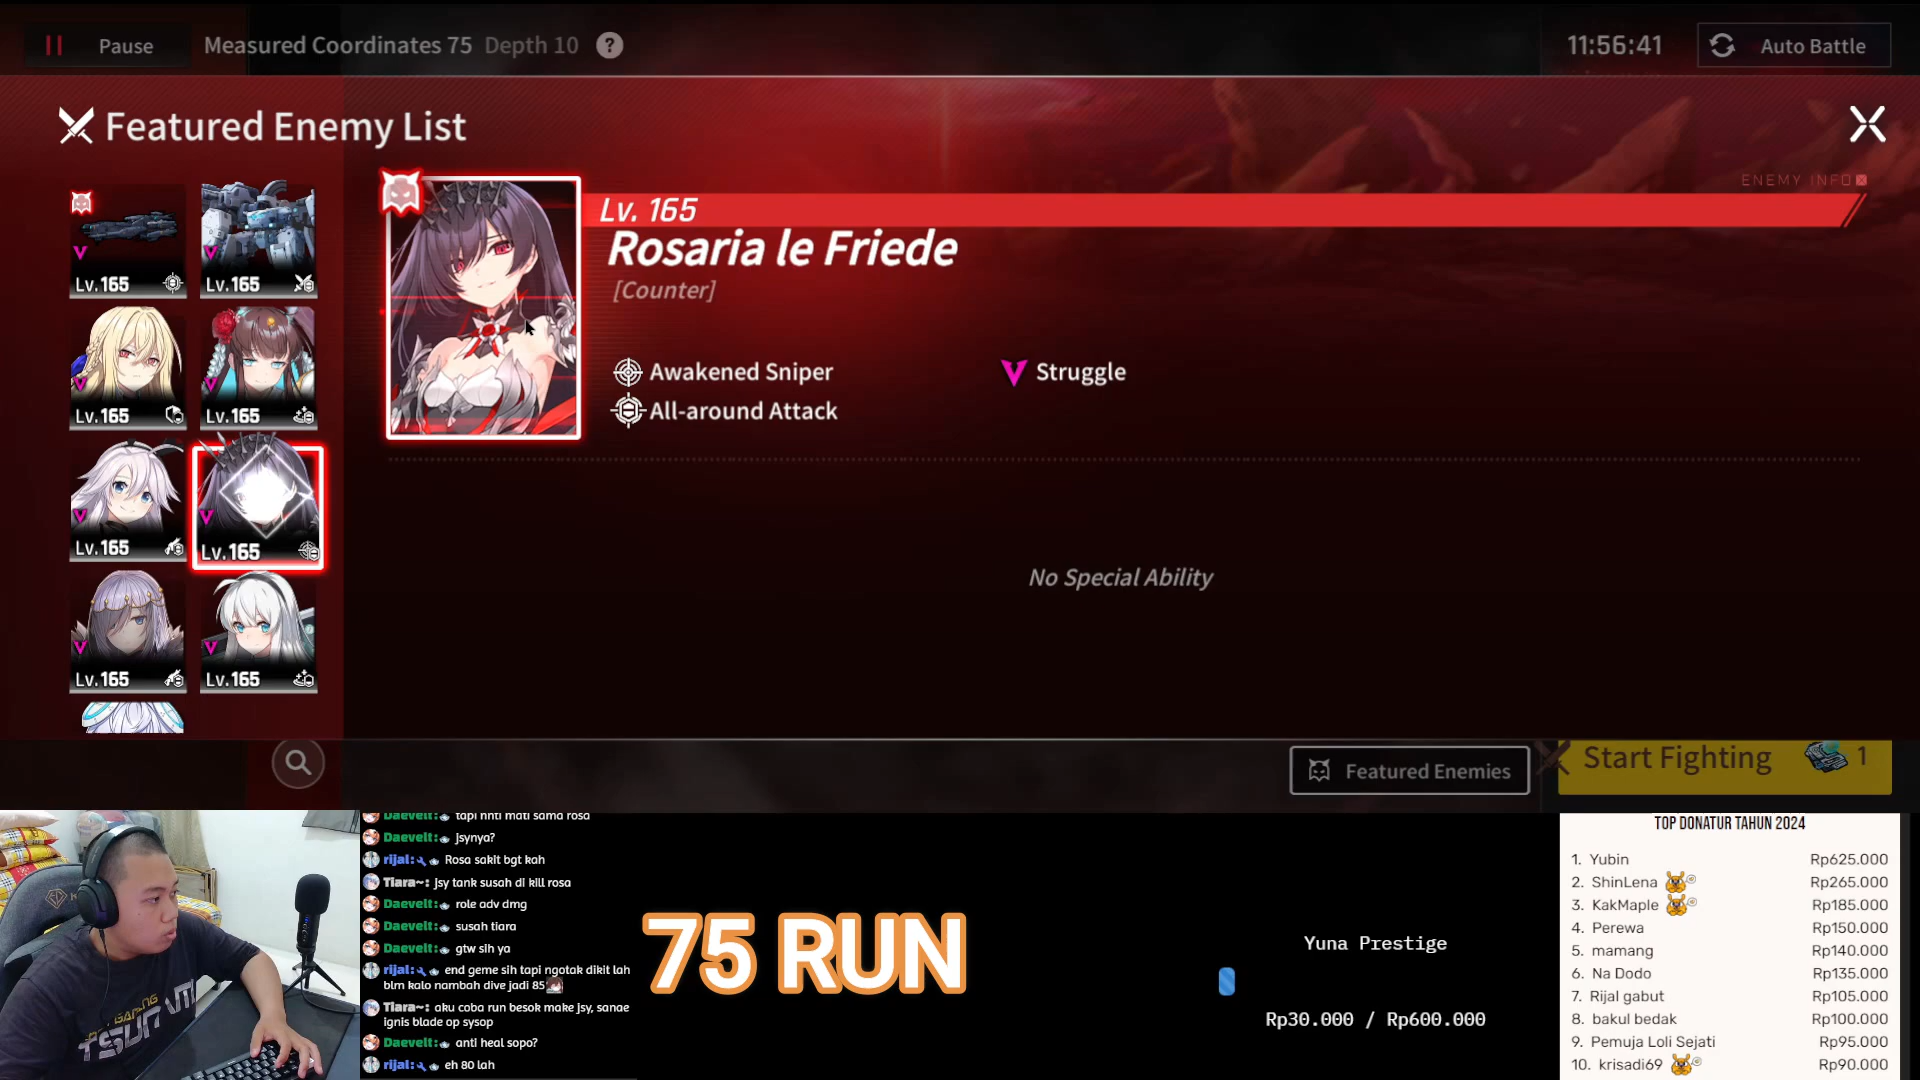 Pause
Measured Coordinates 75 Depth 10 ?
11:56:41
Auto Battle
Featured Enemy List
ENEMY INFO
Lv. 165
Rosaria le Friede
[Counter]
Awakened Sniper
Struggle
All-around Attack
No Special Ability
Lv.165
Lv.165
Lv.165
Lv.165
Lv.165
Lv.165
Lv.165
Lv.165
Featured Enemies
Start Fighting 1
Daevelt: tapi nnti mati sama rosa
Daevelt: jsynya?
rijal: Rosa sakit bgt kah
Tiara~: jsy tank susah di kill rosa
Daevelt: role adv dmg
Daevelt: susah tiara
Daevelt: gtw sih ya
rijal: end geme sih tapi ngotak dikit lah
blm kalo nambah dive jadi 85
Tiara~: aku coba run besok make jsy, sanae
ignis blade op sysop
Daevelt: anti heal sopo?
rijal: eh 80 lah
75 RUN
Yuna Prestige
Rp30.000 / Rp600.000
TOP DONATUR TAHUN 2024
1. Yubin Rp625.000
2. ShinLena Rp265.000
3. KakMaple Rp185.000
4. Perewa Rp150.000
5. mamang Rp140.000
6. Na Dodo Rp135.000
7. Rijal gabut Rp105.000
8. bakul bedak Rp100.000
9. Pemuja Loli Sejati Rp95.000
10. krisadi69 Rp90.000